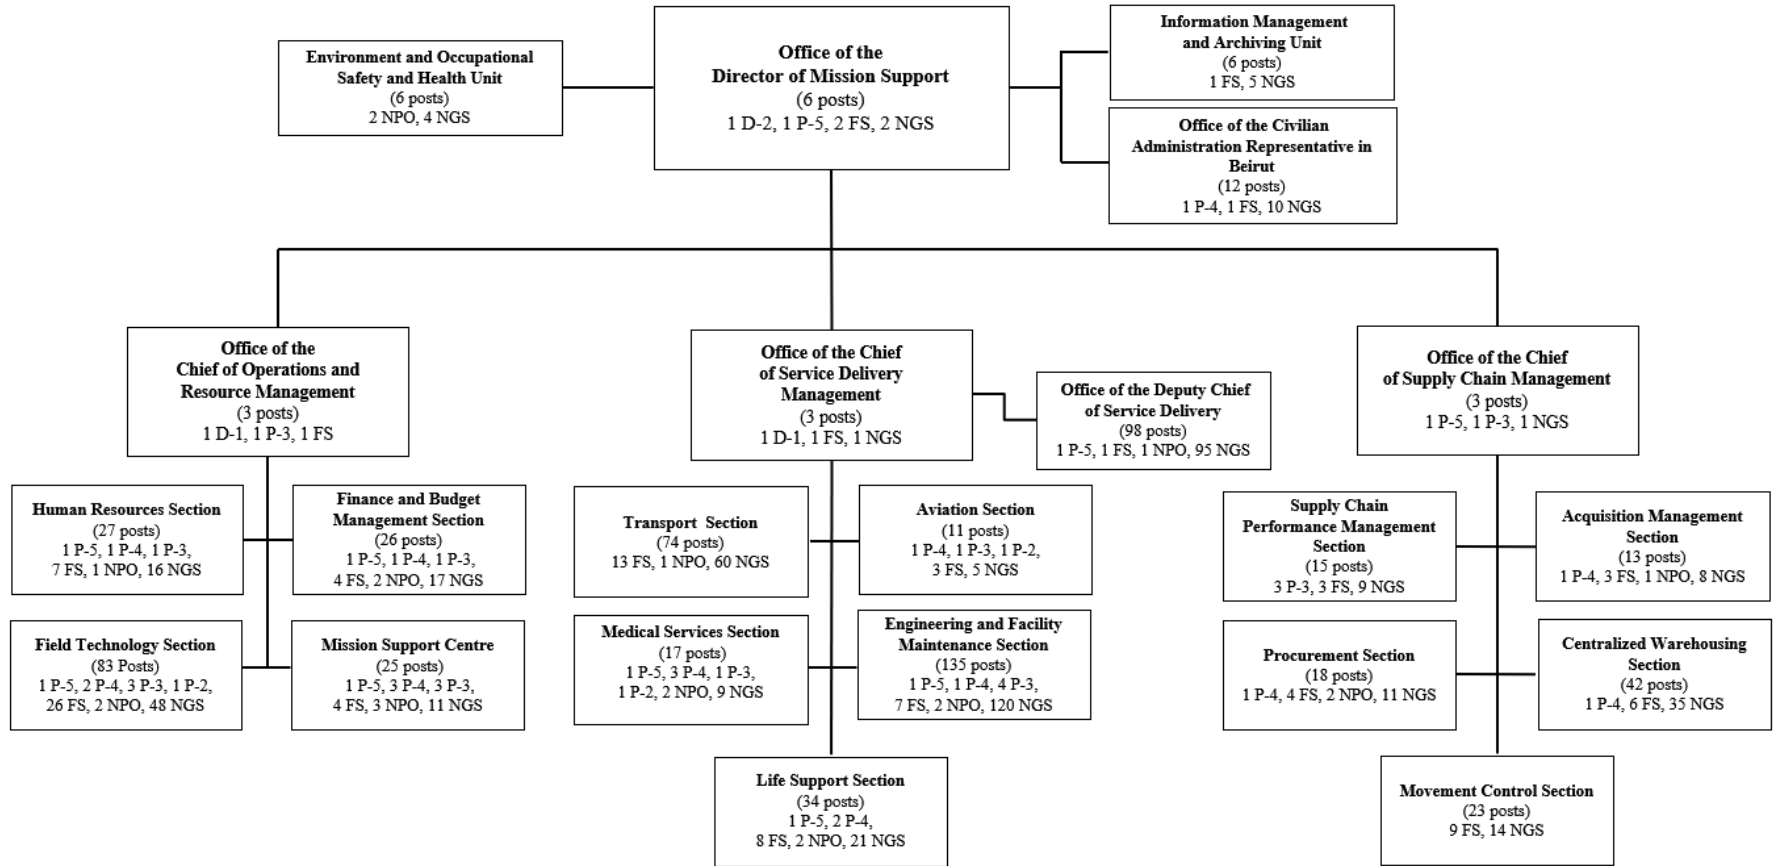 Office of the
Director of Mission Support
(6 posts)
1 D-2, 1 P-5, 2 FS, 2 NGS
Environment and Occupational
Safety and Health Unit
(6 posts)
2 NPO, 4 NGS
Information Management
and Archiving Unit
(6 posts)
1 FS, 5 NGS
Office of the Civilian
Administration Representative in
Beirut
(12 posts)
1 P-4, 1 FS, 10 NGS
Office of the
Chief of Operations and
Resource Management
(3 posts)
1 D-1, 1 P-3, 1 FS
Office of the Chief
of Service Delivery
Management
(3 posts)
1 D-1, 1 FS, 1 NGS
Office of the Deputy Chief
of Service Delivery
(98 posts)
1 P-5, 1 FS, 1 NPO, 95 NGS
Office of the Chief
of Supply Chain Management
(3 posts)
1 P-5, 1 P-3, 1 NGS
Human Resources Section
(27 posts)
1 P-5, 1 P-4, 1 P-3,
7 FS, 1 NPO, 16 NGS
Finance and Budget
Management Section
(26 posts)
1 P-5, 1 P-4, 1 P-3,
4 FS, 2 NPO, 17 NGS
Field Technology Section
(83 Posts)
1 P-5, 2 P-4, 3 P-3, 1 P-2,
26 FS, 2 NPO, 48 NGS
Mission Support Centre
(25 posts)
1 P-5, 3 P-4, 3 P-3,
4 FS, 3 NPO, 11 NGS
Transport Section
(74 posts)
13 FS, 1 NPO, 60 NGS
Aviation Section
(11 posts)
1 P-4, 1 P-3, 1 P-2,
3 FS, 5 NGS
Medical Services Section
(17 posts)
1 P-5, 3 P-4, 1 P-3,
1 P-2, 2 NPO, 9 NGS
Engineering and Facility
Maintenance Section
(135 posts)
1 P-5, 1 P-4, 4 P-3,
7 FS, 2 NPO, 120 NGS
Life Support Section
(34 posts)
1 P-5, 2 P-4,
8 FS, 2 NPO, 21 NGS
Supply Chain
Performance Management
Section
(15 posts)
3 P-3, 3 FS, 9 NGS
Acquisition Management
Section
(13 posts)
1 P-4, 3 FS, 1 NPO, 8 NGS
Procurement Section
(18 posts)
1 P-4, 4 FS, 2 NPO, 11 NGS
Centralized Warehousing
Section
(42 posts)
1 P-4, 6 FS, 35 NGS
Movement Control Section
(23 posts)
9 FS, 14 NGS